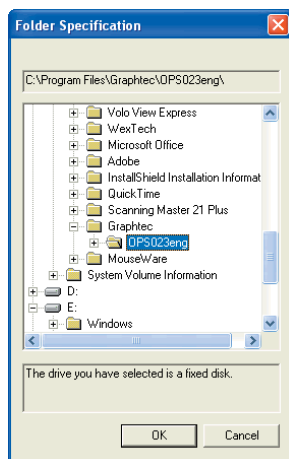 Folder Specification
C:\Program Files\Graphtec\OPS023eng\
Volo View Express
WexTech
Microsoft Office
Adobe
InstallShield Installation Informat
QuickTime
Scanning Master 21 Plus
Graphtec
OPS023eng
MouseWare
System Volume Information
D:
E:
Windows
The drive you have selected is a fixed disk.
OK Cancel